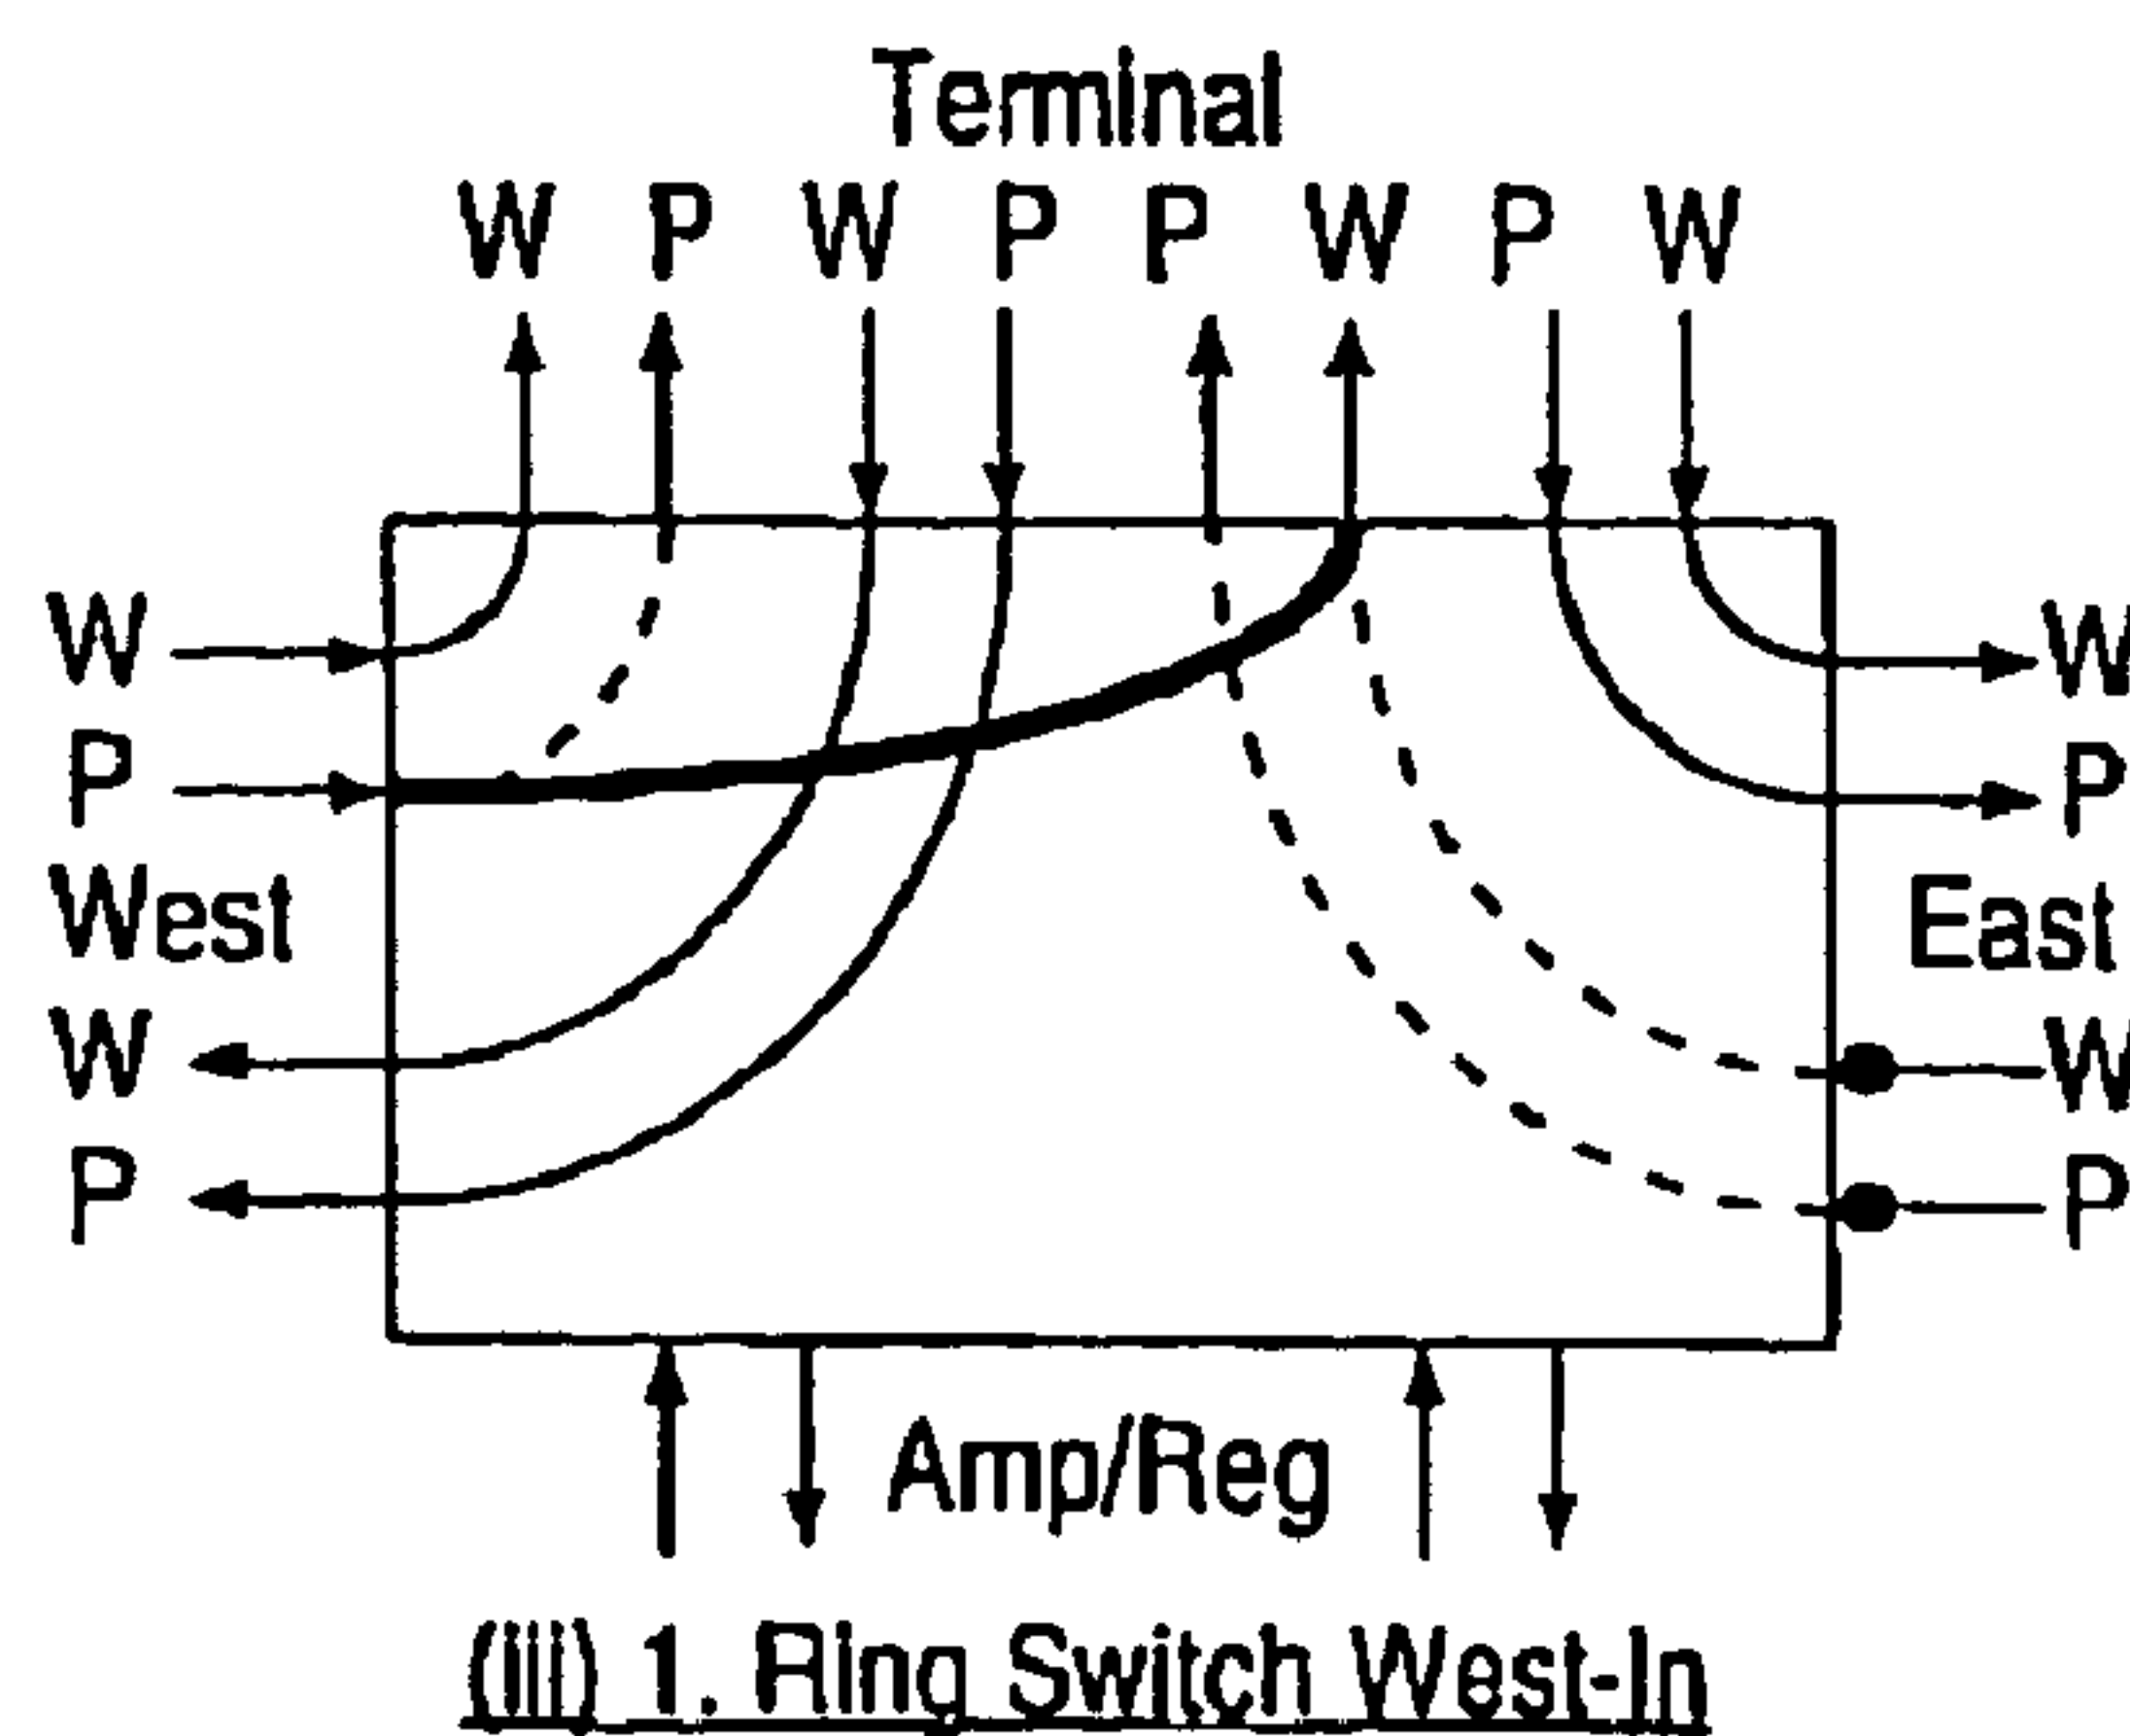 Terminal
W P W P P W P W
W W
P P
West East
W W
P P
Amp/Reg
(iii) 1. Ring Switch West-In